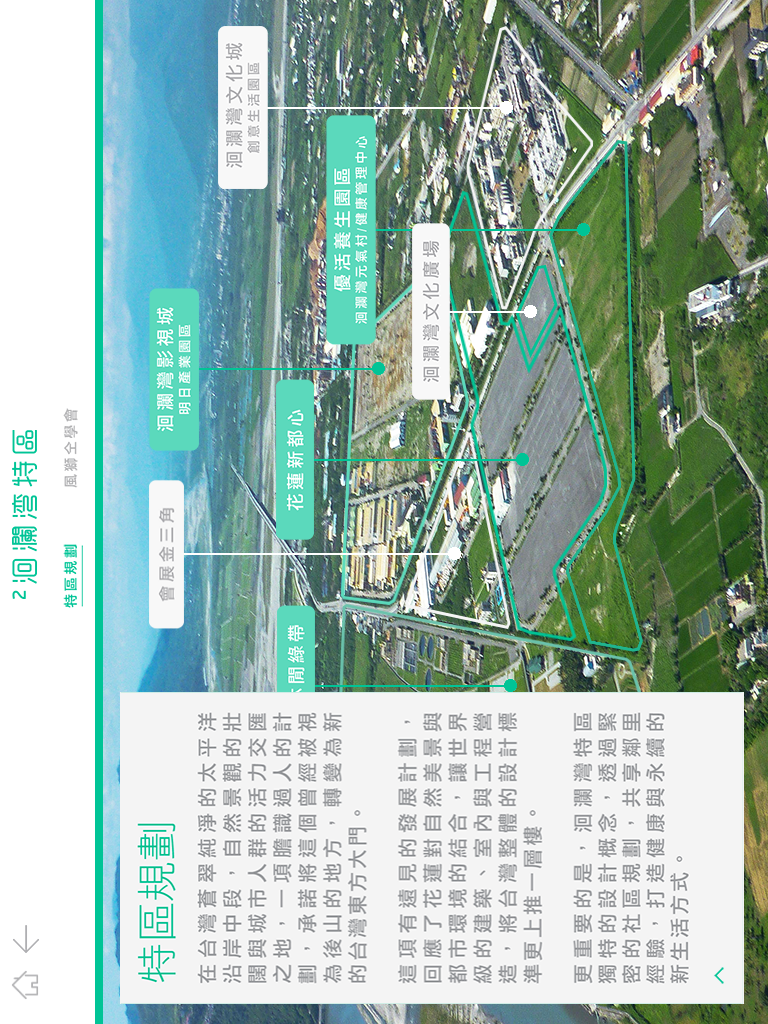 2 洄瀾湾特區
特區規劃
風獅仝學會
特區規劃
在台灣蒼翠純淨的太平洋
沿岸中段，自然景觀的壯
闊與城市人群的活力交匯
之地，一項膽識過人的計
劃，承諾將這個曾經被視
為後山的地方，轉變為新
的台灣東方大門。
這項有遠見的發展計劃，
回應了花蓮對自然美景與
都市環境的結合，讓世界
級的建築、室內與工程營
造，將台灣整體的設計標
準更上推一層樓。
更重要的是，洄瀾灣特區
獨特的設計概念，透過緊
密的社區規劃，共享鄰里
經驗，打造健康與永續的
新生活方式。
會展金三角
洄瀾灣影視城
明日產業園區
洄瀾灣文化城
創意生活園區
閒綠帶
花蓮新都心
優活養生園區
洄瀾灣元氣村/健康管理中心
洄瀾灣文化廣場